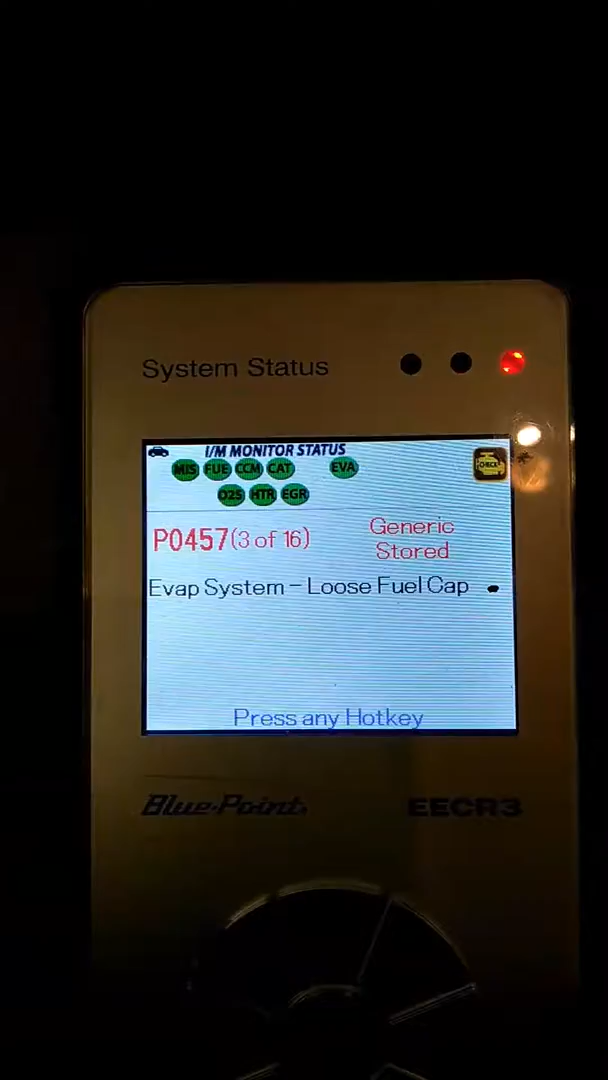 System Status
I/M MONITOR STATUS
MIS FUE CCM CAT EVA
CHECK
O2S HTR EGR
P0457(3 of 16) Generic
Stored
Evap System - Loose Fuel Cap
Press any Hotkey
Blue-Point EECR3